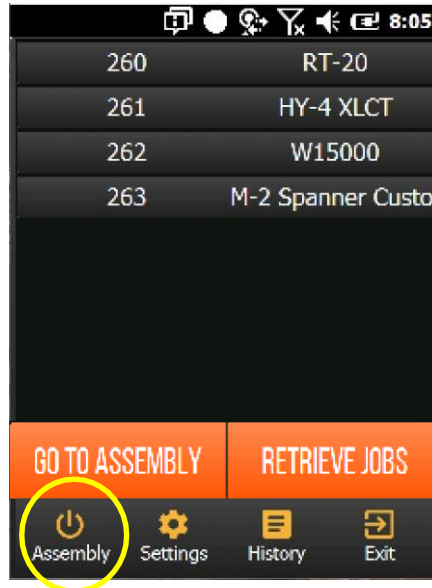 8:05
260 RT-20
261 HY-4 XLCT
262 W15000
263 M-2 Spanner Custo
GO TO ASSEMBLY RETRIEVE JOBS
Assembly Settings History Exit